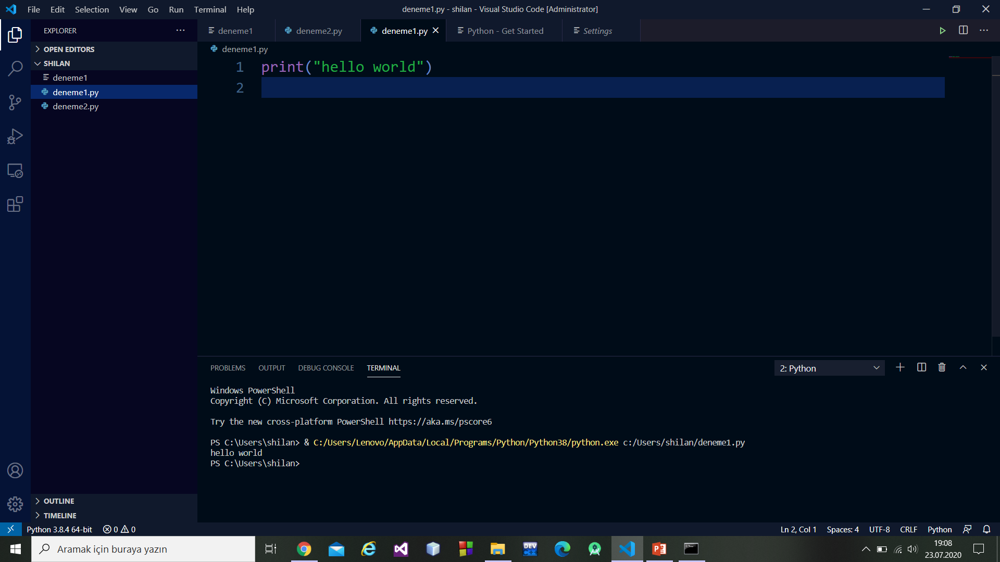 File Edit Selection View Go Run Terminal Help
deneme1.py - shilan - Visual Studio Code [Administrator]
EXPLORER
deneme1
deneme2.py
deneme1.py
Python - Get Started
Settings
OPEN EDITORS
SHILAN
deneme1
deneme1.py
deneme2.py
deneme1.py
1 print("hello world")
2
PROBLEMS OUTPUT DEBUG CONSOLE TERMINAL
2: Python
Windows PowerShell
Copyright (C) Microsoft Corporation. All rights reserved.
Try the new cross-platform PowerShell https://aka.ms/pscore6
PS C:\Users\shilan> & C:/Users/Lenovo/AppData/Local/Programs/Python/Python38/python.exe c:/Users/shilan/deneme1.py
hello world
PS C:\Users\shilan>
OUTLINE
TIMELINE
Python 3.8.4 64-bit 0 0
Ln 2, Col 1 Spaces: 4 UTF-8 CRLF Python
Aramak için buraya yazın
DEV
C++
19:08
23.07.2020